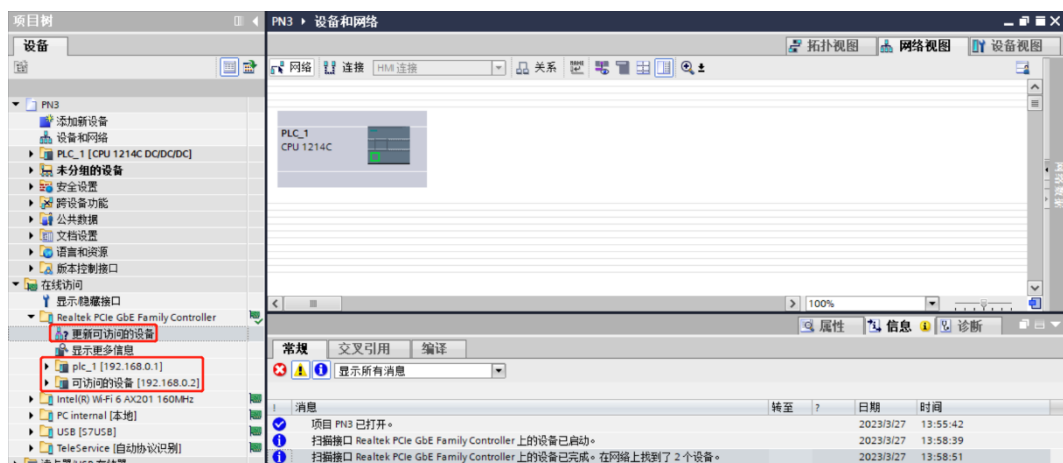 项目树
PN3 › 设备和网络
设备
拓扑视图
网络视图
设备视图
网络
连接
HMI 连接
关系
PN3
添加新设备
设备和网络
PLC_1 [CPU 1214C DC/DC/DC]
未分组的设备
安全设置
跨设备功能
公共数据
文档设置
语言和资源
版本控制接口
在线访问
显示/隐藏接口
Realtek PCIe GbE Family Controller
更新可访问的设备
显示更多信息
plc_1 [192.168.0.1]
可访问的设备 [192.168.0.2]
Intel(R) Wi-Fi 6 AX201 160MHz
PC internal [本地]
USB [S7USB]
TeleService [自动协议识别]
PLC_1
CPU 1214C
100%
属性
信息
诊断
常规
交叉引用
编译
显示所有消息
! 消息 转至 ? 日期 时间
项目 PN3 已打开。 2023/3/27 13:55:42
扫描接口 Realtek PCIe GbE Family Controller 上的设备已启动。 2023/3/27 13:58:39
扫描接口 Realtek PCIe GbE Family Controller 上的设备已完成。在网络上找到了 2 个设备。 2023/3/27 13:58:51